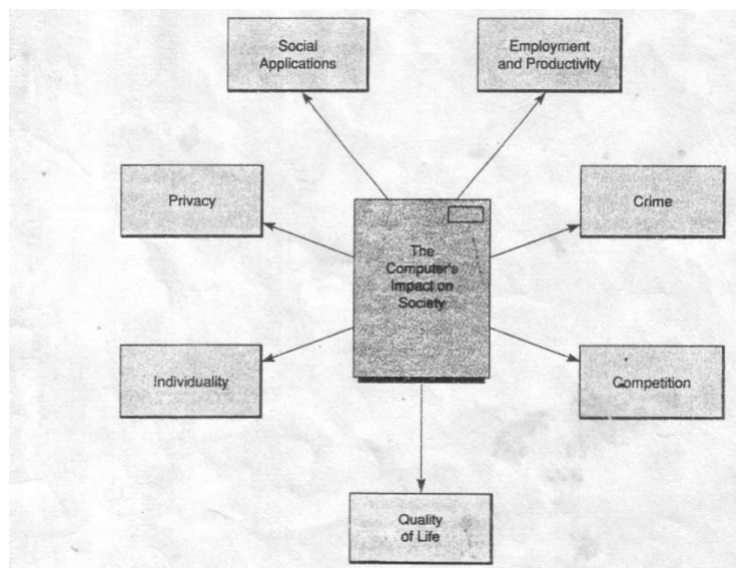 Social
Applications
Employment
and Productivity
Privacy
The
Computer's
Impact on
Society
Crime
Individuality
Competition
Quality
of Life